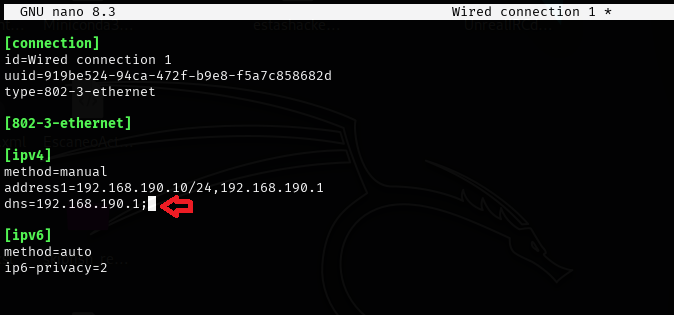 GNU nano 8.3 Wired connection 1 *
[connection]
id=Wired connection 1
uuid=919be524-94ca-472f-b9e8-f5a7c858682d
type=802-3-ethernet
[802-3-ethernet]
[ipv4]
method=manual
address1=192.168.190.10/24,192.168.190.1
dns=192.168.190.1;
[ipv6]
method=auto
ip6-privacy=2